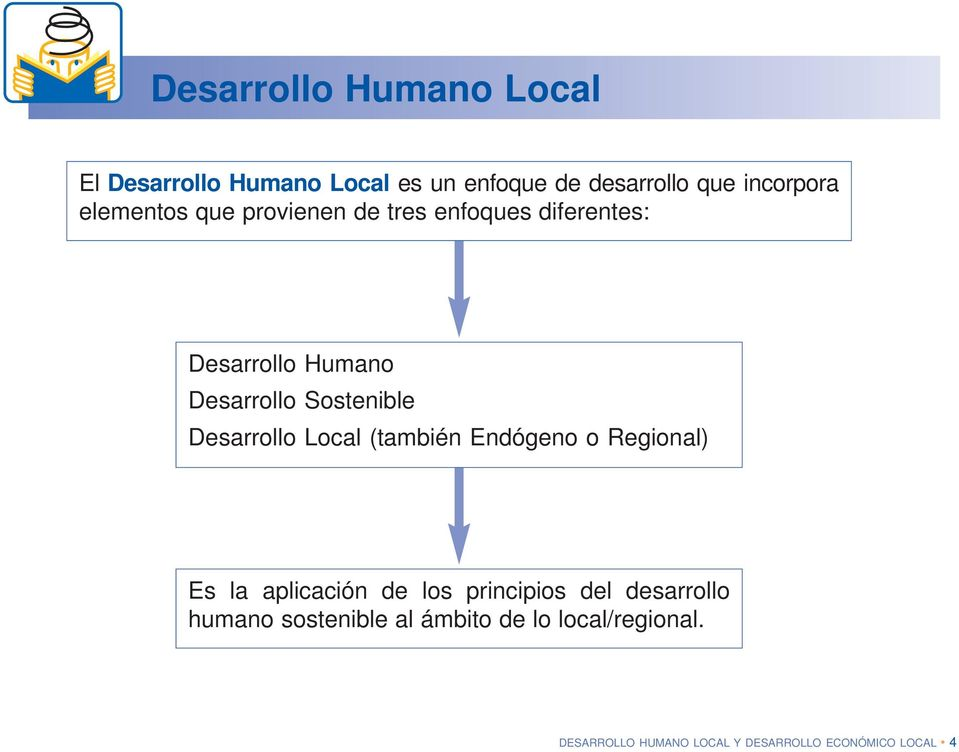 Desarrollo Humano Local
El Desarrollo Humano Local es un enfoque de desarrollo que incorpora
elementos que provienen de tres enfoques diferentes:
Desarrollo Humano
Desarrollo Sostenible
Desarrollo Local (también Endógeno o Regional)
Es la aplicación de los principios del desarrollo
humano sostenible al ámbito de lo local/regional.
DESARROLLO HUMANO LOCAL Y DESARROLLO ECONÓMICO LOCAL • 4